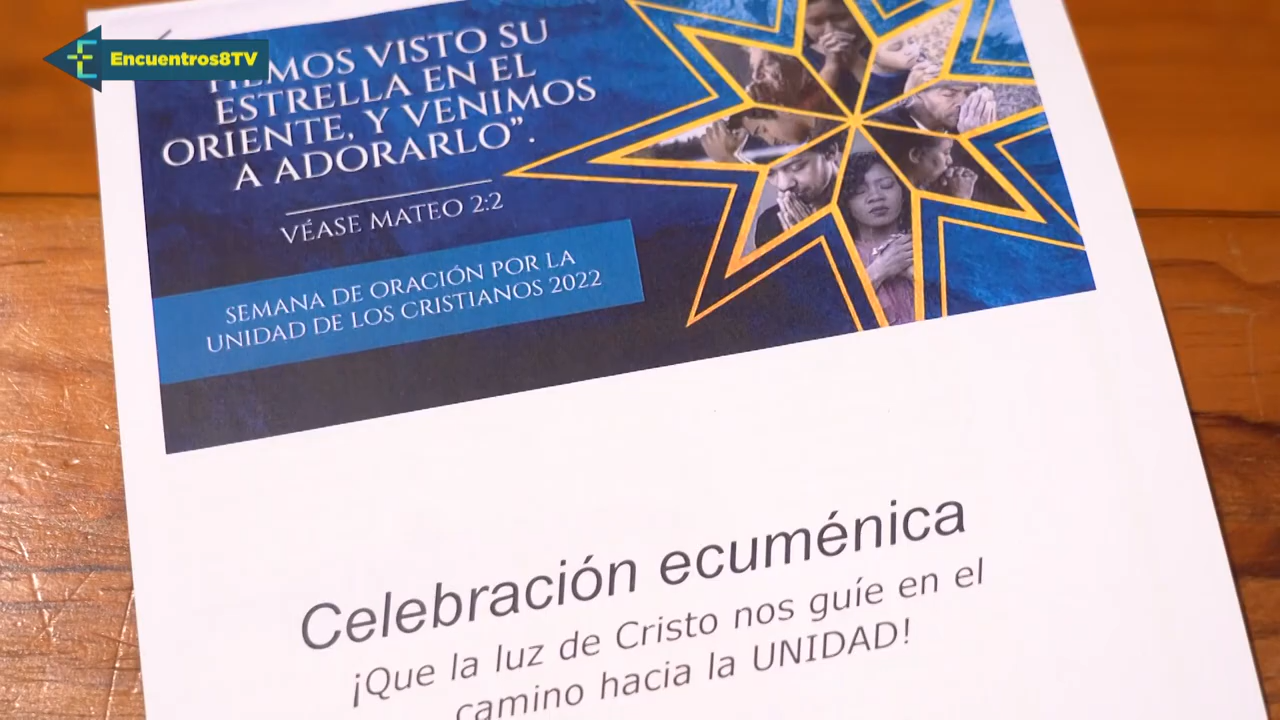 Encuentros8TV
HEMOS VISTO SU
ESTRELLA EN EL
ORIENTE, Y VENIMOS
A ADORARLO”.
VÉASE MATEO 2:2
SEMANA DE ORACIÓN POR LA
UNIDAD DE LOS CRISTIANOS 2022
Celebración ecuménica
¡Que la luz de Cristo nos guíe en el
camino hacia la UNIDAD!